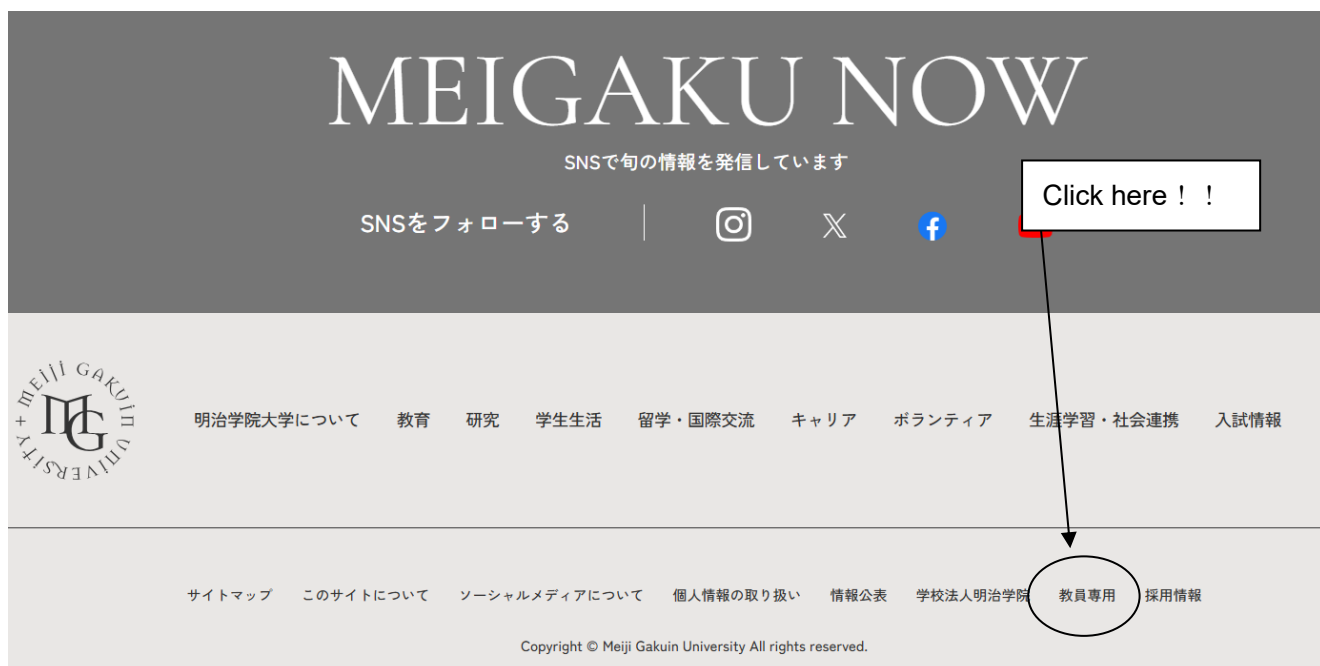 MEIGAKU NOW
SNSで旬の情報を発信しています
Click here！！
SNSをフォローする
MEIJI GAKUIN UNIVERSITY +
MG
明治学院大学について 教育 研究 学生生活 留学・国際交流 キャリア ボランティア 生涯学習・社会連携 入試情報
サイトマップ このサイトについて ソーシャルメディアについて 個人情報の取り扱い 情報公表 学校法人明治学院 教員専用 採用情報
Copyright © Meiji Gakuin University All rights reserved.